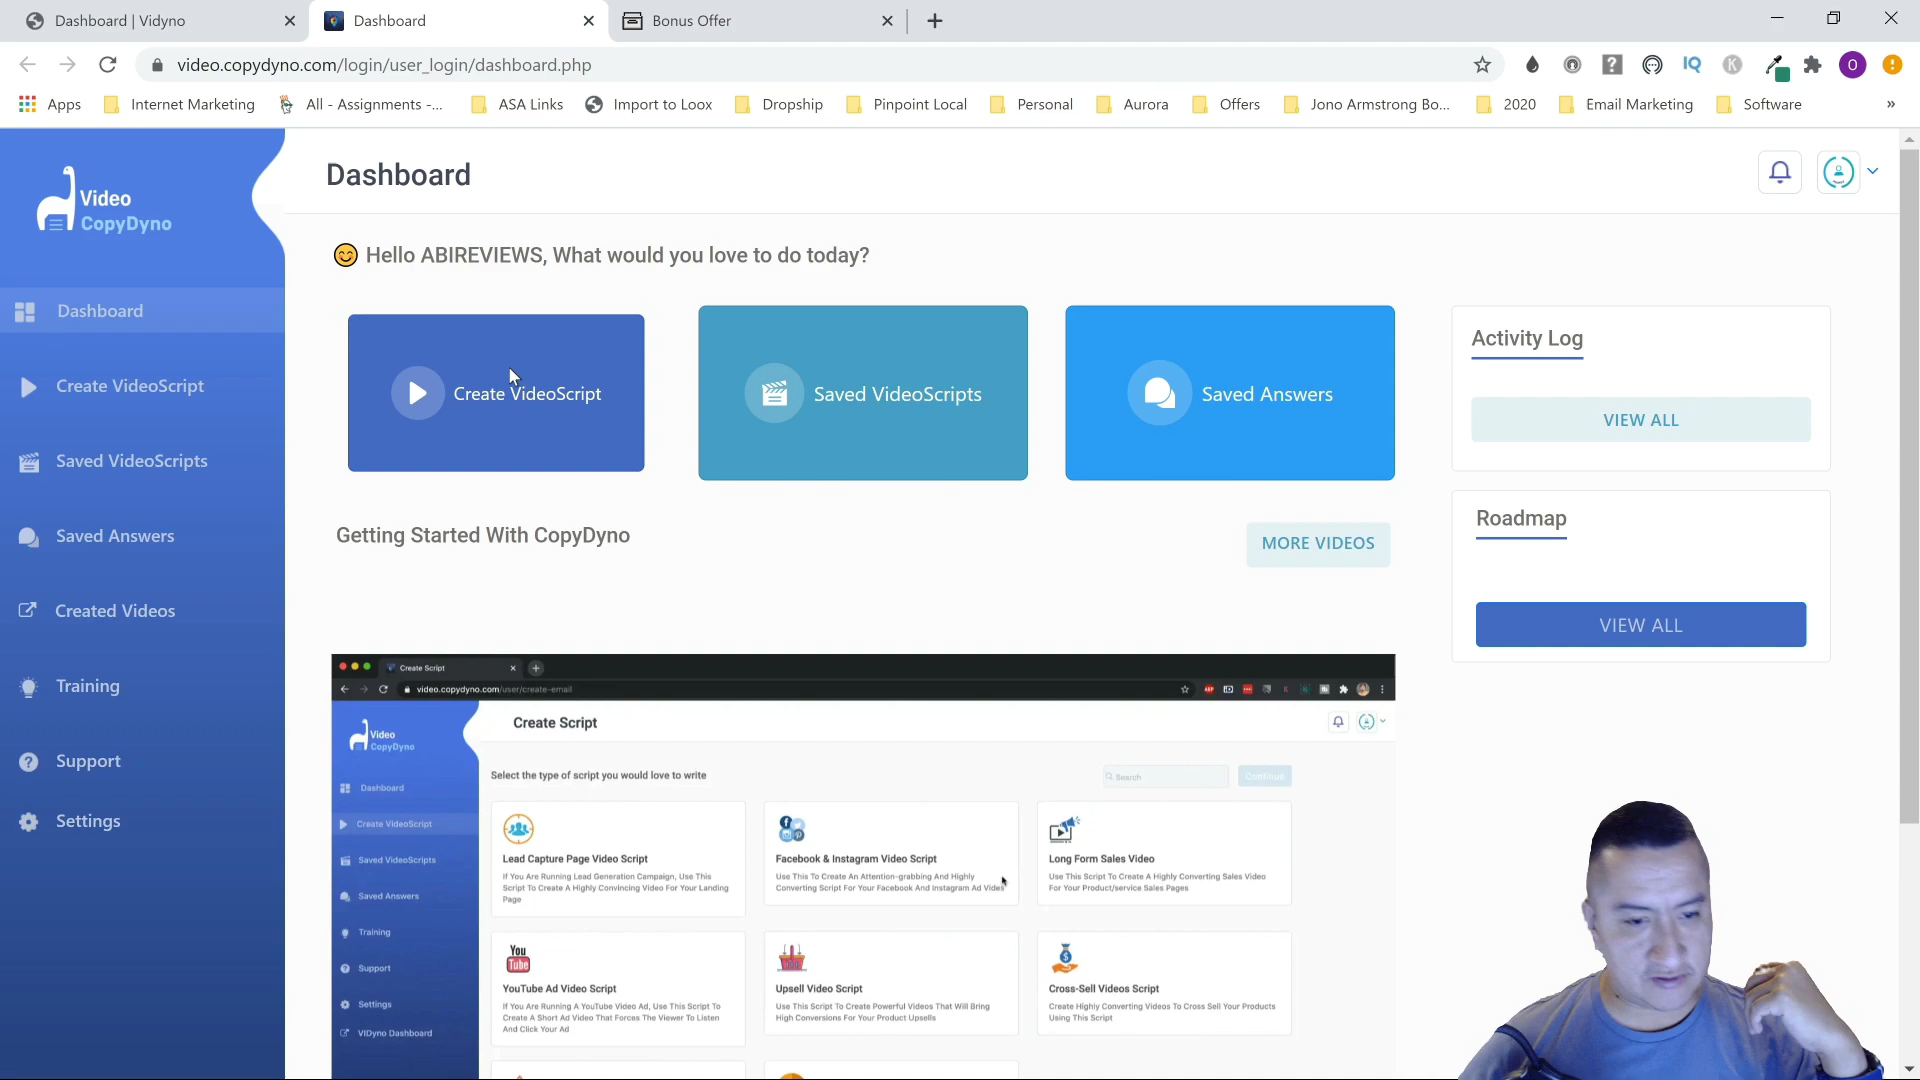 Dashboard | Vidyno
Dashboard
Bonus Offer
video.copydyno.com/login/user_login/dashboard.php
IQ
K
O
Apps
Internet Marketing
All - Assignments -...
ASA Links
Import to Loox
Dropship
Pinpoint Local
Personal
Aurora
Offers
Jono Armstrong Bo...
2020
Email Marketing
Software
»
Video
CopyDyno
Dashboard
Create VideoScript
Saved VideoScripts
Saved Answers
Created Videos
Training
Support
Settings
Dashboard
Hello ABIREVIEWS, What would you love to do today?
Create VideoScript
Saved VideoScripts
Saved Answers
Activity Log
VIEW ALL
Roadmap
VIEW ALL
Getting Started With CopyDyno
MORE VIDEOS
Create Script
video.copydyno.com/user/create-email
Video
CopyDyno
Dashboard
Create VideoScript
Saved VideoScripts
Saved Answers
Training
Support
Settings
VIDyno Dashboard
Create Script
Select the type of script you would love to write
Search
Continue
Lead Capture Page Video Script
If You Are Running Lead Generation Campaign, Use This
Script To Create A Highly Convincing Video For Your Landing
Page
Facebook & Instagram Video Script
Use This To Create An Attention-grabbing And Highly
Converting Script For Your Facebook And Instagram Ad Video
Long Form Sales Video
Use This Script To Create A Highly Converting Sales Video
For Your Product/service Sales Pages
You
Tube
YouTube Ad Video Script
If You Are Running A YouTube Video Ad, Use This Script To
Create A Short Ad Video That Forces The Viewer To Listen
And Click Your Ad
Upsell Video Script
Use This Script To Create Powerful Videos That Will Bring
High Conversions For Your Product Upsells
Cross-Sell Videos Script
Create Highly Converting Videos To Cross Sell Your Products
Using This Script